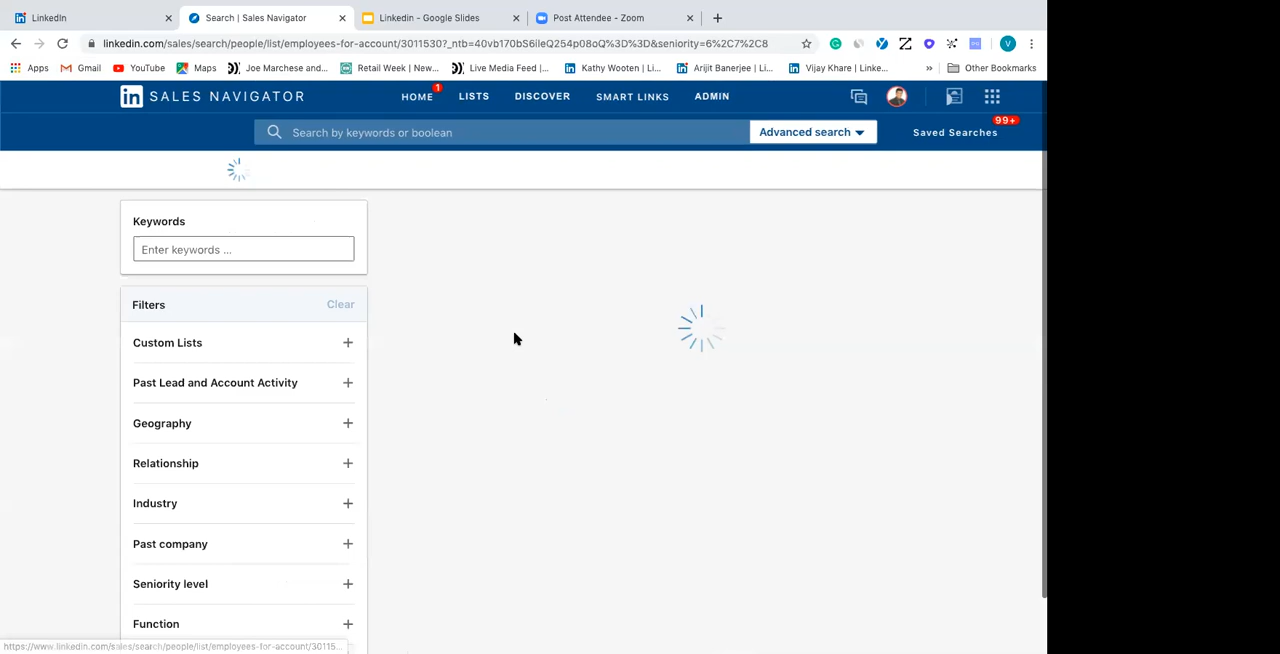 LinkedIn
Search | Sales Navigator
Linkedin - Google Slides
Post Attendee - Zoom
linkedin.com/sales/search/people/list/employees-for-account/3011530?_ntb=40vb170bS6ileQ254p08oQ%3D%3D&seniority=6%2C7%2C8
V
Apps
Gmail
YouTube
Maps
Joe Marchese and...
Retail Week | New...
Live Media Feed |...
Kathy Wooten | Li...
Arijit Banerjee | Li...
Vijay Khare | Linke...
»
Other Bookmarks
in SALES NAVIGATOR
HOME 1
LISTS
DISCOVER
SMART LINKS
ADMIN
Search by keywords or boolean
Advanced search
Saved Searches 99+
Keywords
Enter keywords ...
Filters
Clear
Custom Lists
Past Lead and Account Activity
Geography
Relationship
Industry
Past company
Seniority level
Function
https://www.linkedin.com/sales/search/people/list/employees-for-account/30115...